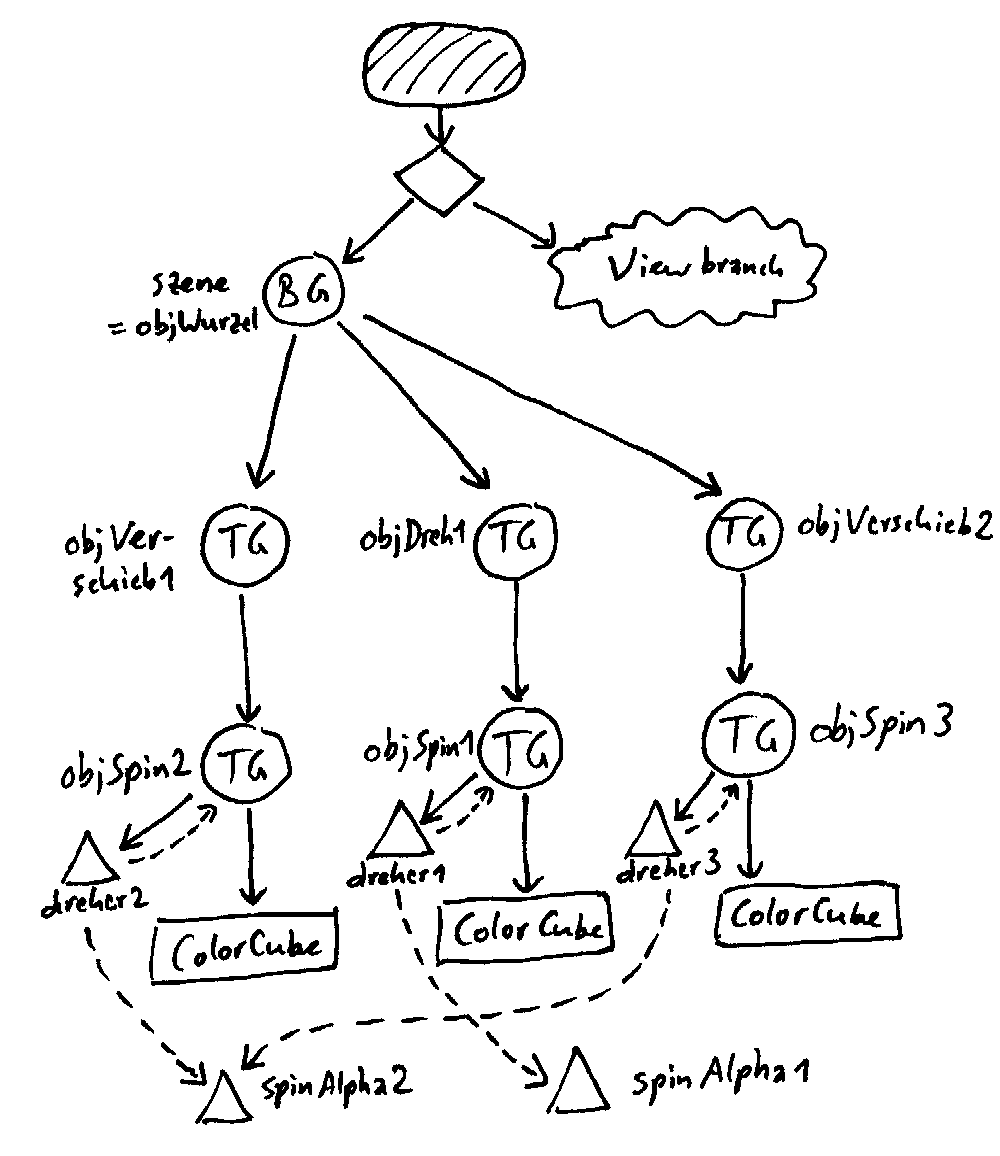 View branch
szene
= objWurzel
BG
objVer-
schieb1
TG
objDreh1
TG
TG
objVerschieb2
objSpin2
TG
objSpin1
TG
TG
objSpin3
dreher2
dreher1
dreher3
ColorCube
ColorCube
ColorCube
spinAlpha2
spinAlpha1